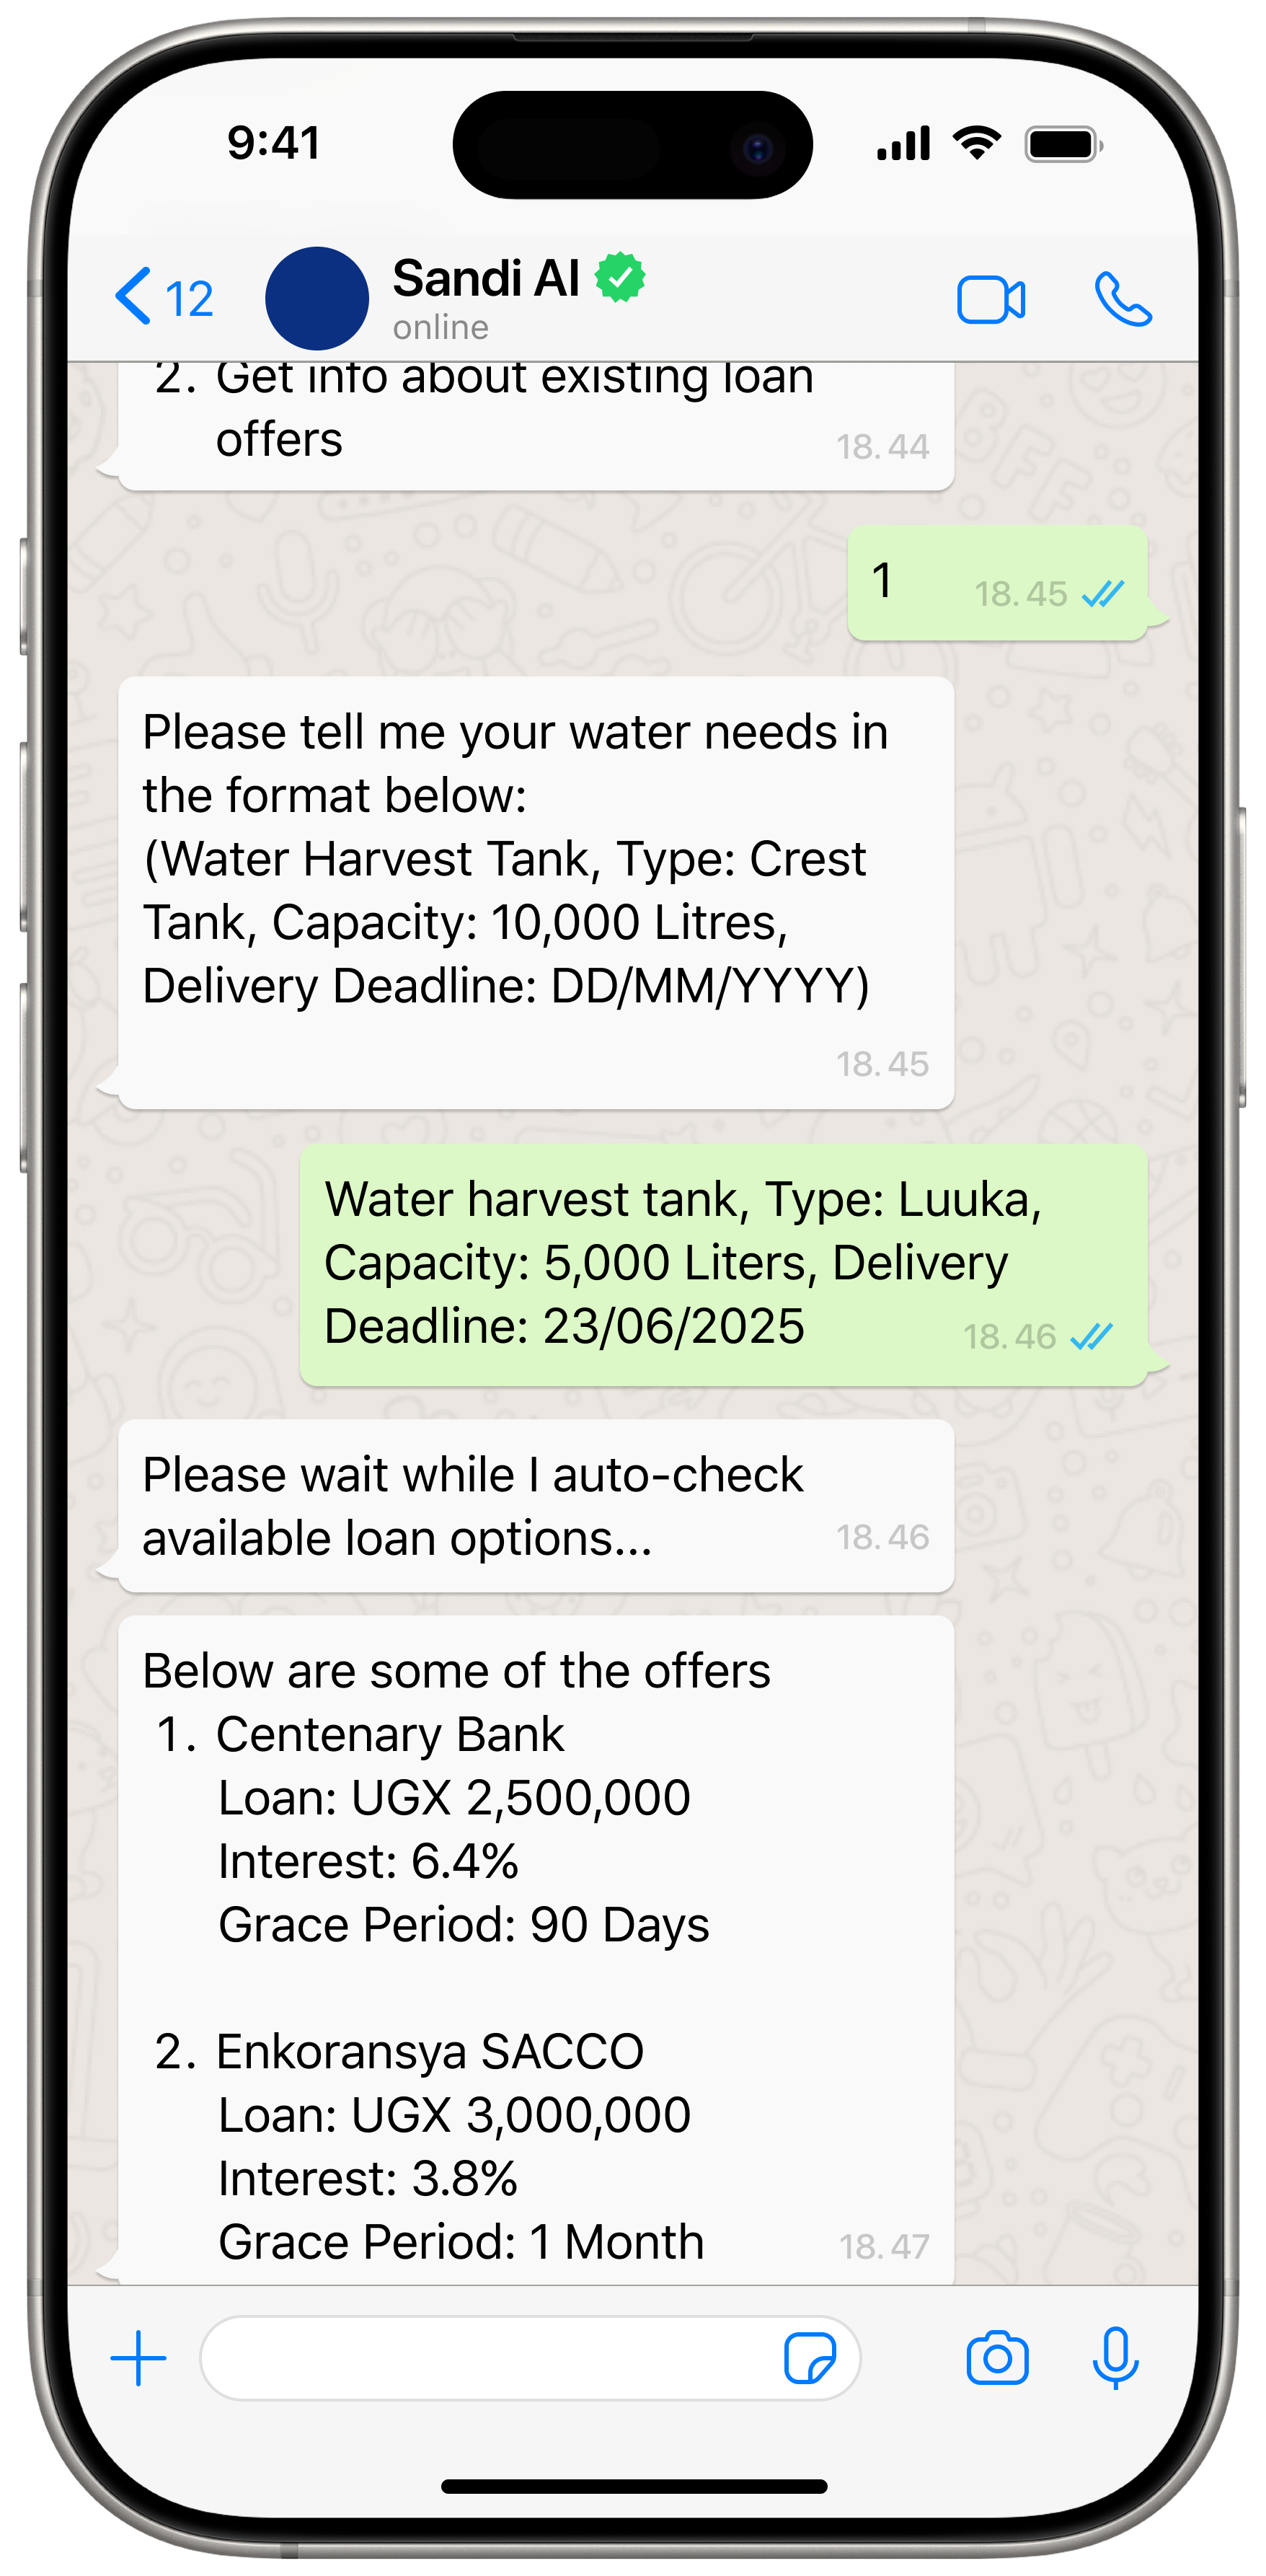 9:41
12
Sandi AI
online
2. Get info about existing loan
offers
18.44
1
18.45
Please tell me your water needs in
the format below:
(Water Harvest Tank, Type: Crest
Tank, Capacity: 10,000 Litres,
Delivery Deadline: DD/MM/YYYY)
18.45
Water harvest tank, Type: Luuka,
Capacity: 5,000 Liters, Delivery
Deadline: 23/06/2025
18.46
Please wait while I auto-check
available loan options...
18.46
Below are some of the offers
1. Centenary Bank
Loan: UGX 2,500,000
Interest: 6.4%
Grace Period: 90 Days
2. Enkoransya SACCO
Loan: UGX 3,000,000
Interest: 3.8%
Grace Period: 1 Month
18.47